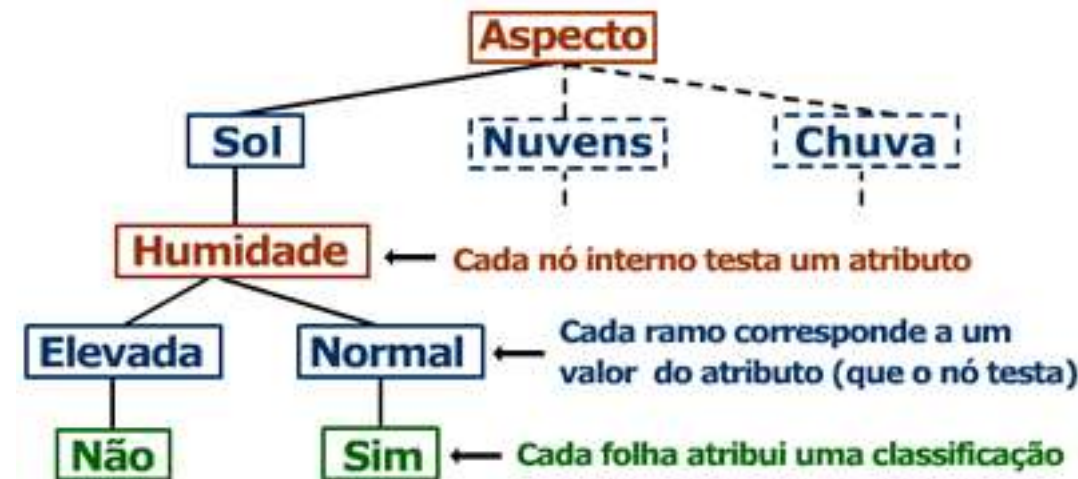 Aspecto
Sol
Nuvens
Chuva
Humidade
Cada nó interno testa um atributo
Elevada
Normal
Cada ramo corresponde a um
valor do atributo (que o nó testa)
Não
Sim
Cada folha atribui uma classificação